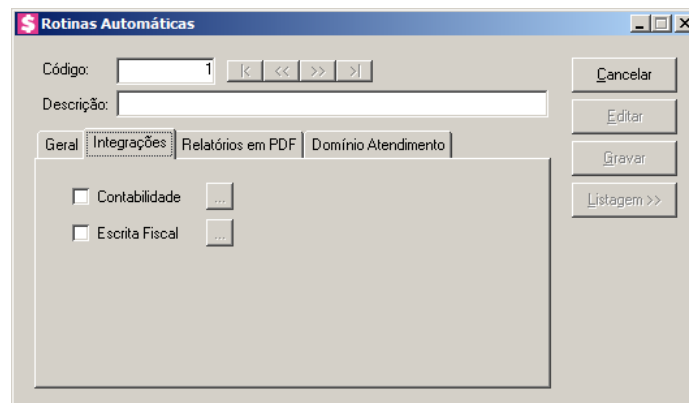 $ Rotinas Automáticas
Código: 1 |< << >> >| Cancelar
Descrição: Editar
Geral Integrações Relatórios em PDF Domínio Atendimento
Gravar
Contabilidade ... Listagem >>
Escrita Fiscal ...